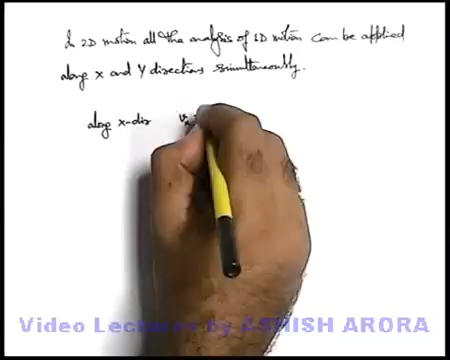 In 2D motion all the analysis of 1D motion can be applied
along X and Y directions simultaneously.
along x-dir vx
Video Lectures by ASHISH ARORA